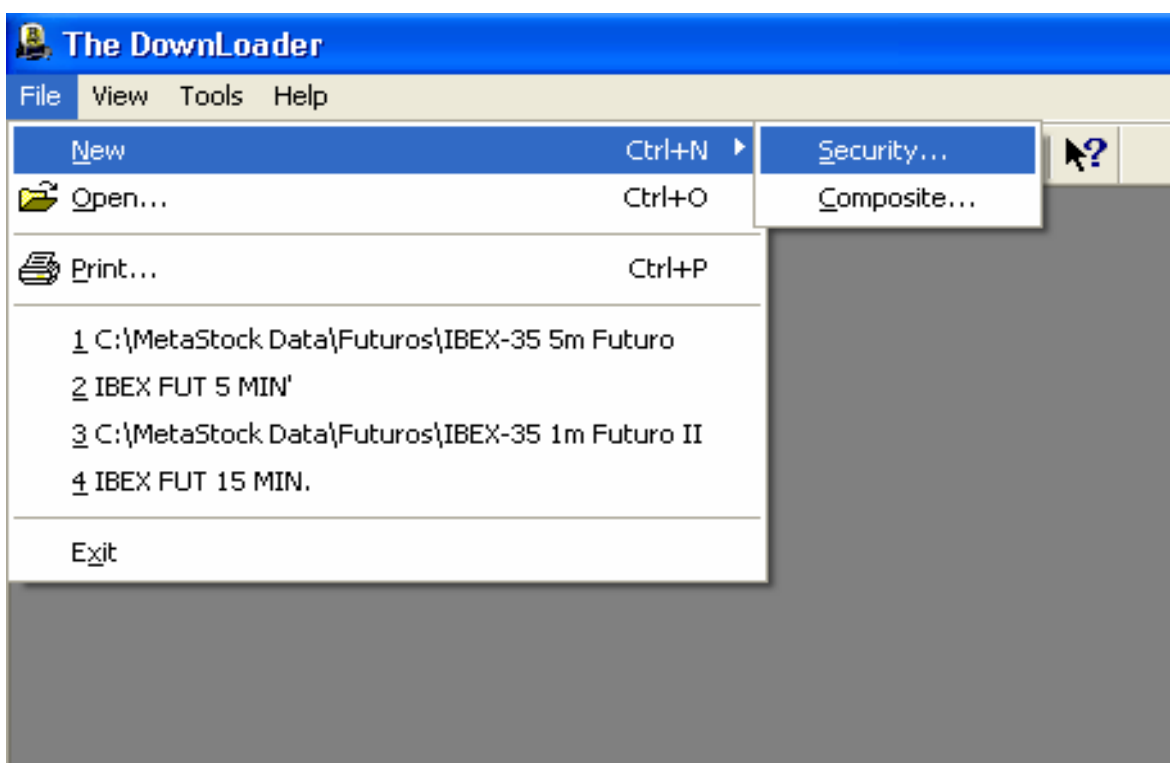 The DownLoader
File View Tools Help
New Ctrl+N Security...
Open... Ctrl+O Composite...
Print... Ctrl+P
1 C:\MetaStock Data\Futuros\IBEX-35 5m Futuro
2 IBEX FUT 5 MIN'
3 C:\MetaStock Data\Futuros\IBEX-35 1m Futuro II
4 IBEX FUT 15 MIN.
Exit